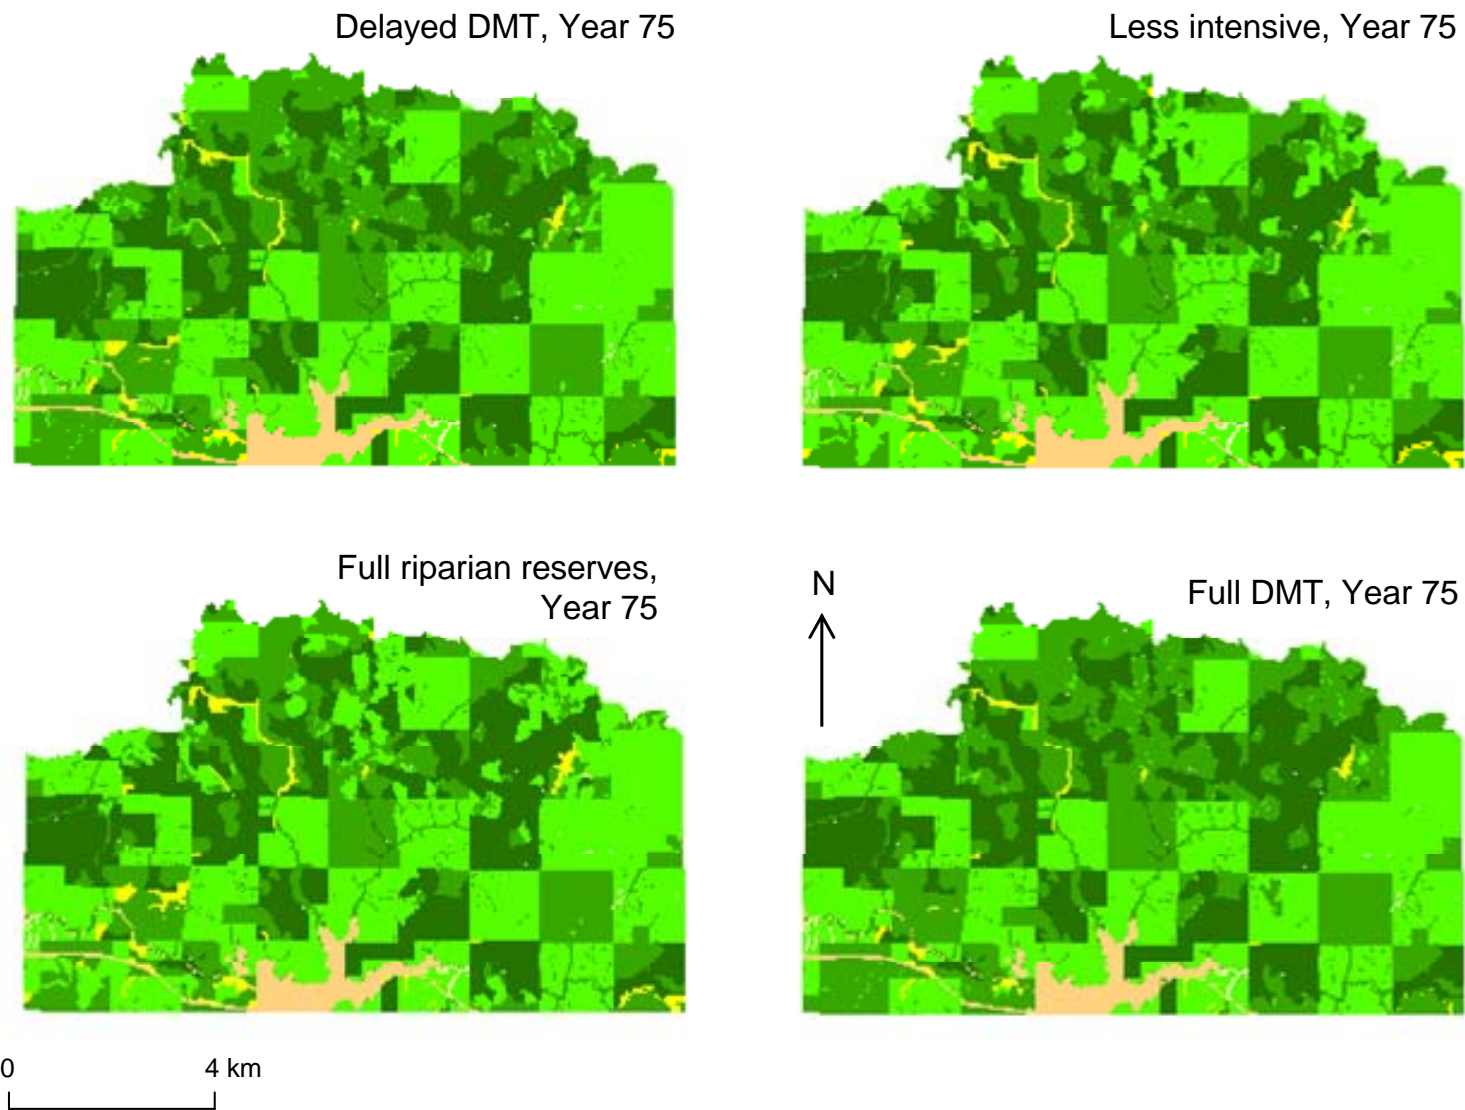 Delayed DMT, Year 75
Less intensive, Year 75
Full riparian reserves,
Year 75
N
Full DMT, Year 75
0 4 km